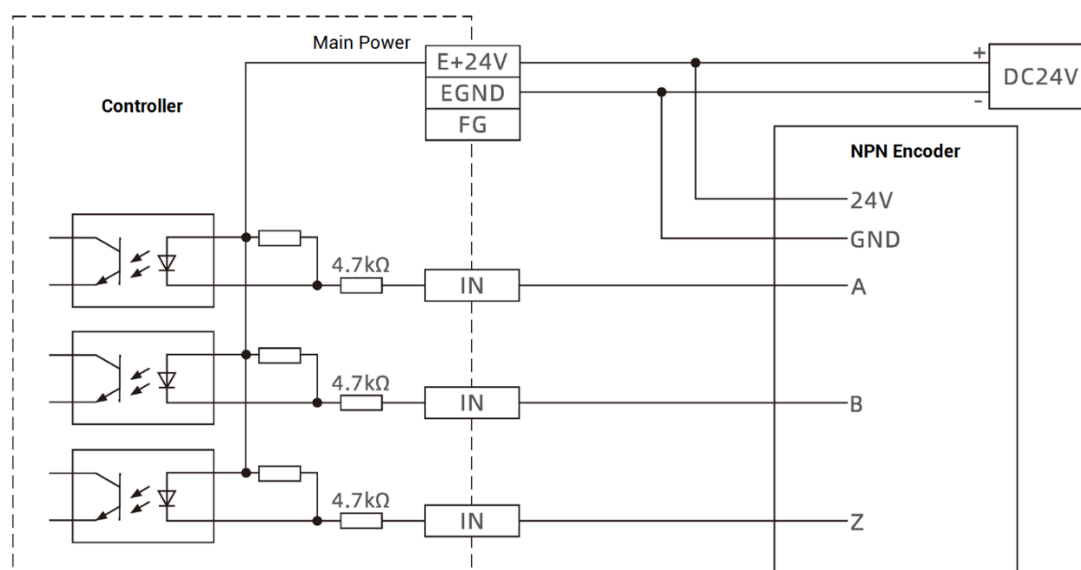 Main Power
E+24V
+
DC24V
EGND
-
Controller
FG
NPN Encoder
24V
GND
4.7kΩ
IN
A
4.7kΩ
IN
B
4.7kΩ
IN
Z